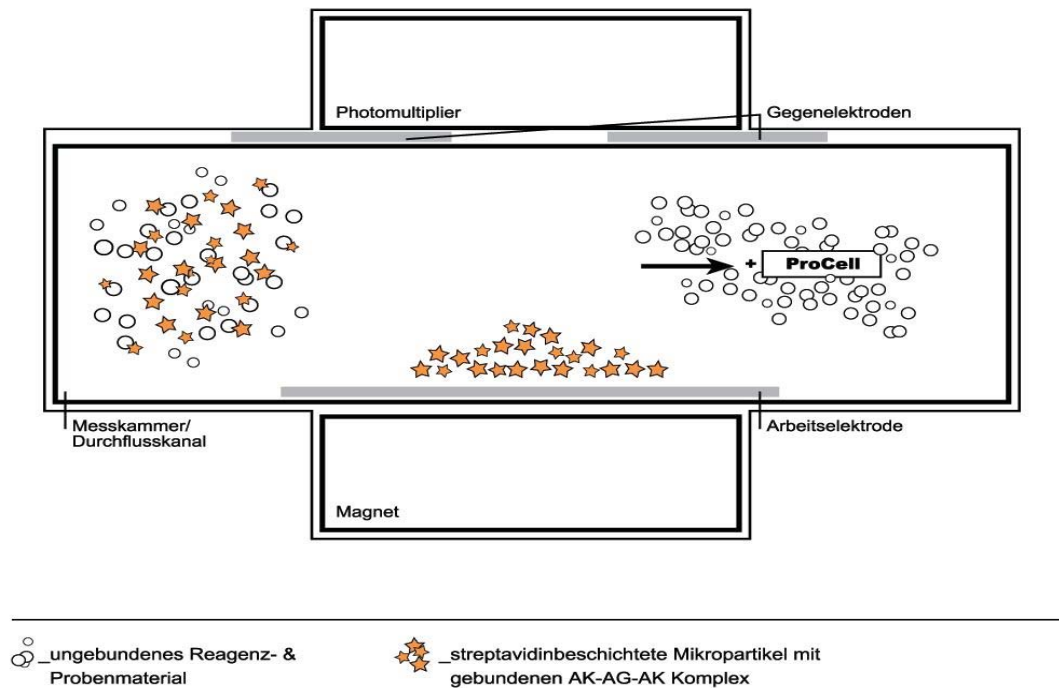 Photomultiplier
Gegenelektroden
+ ProCell
Messkammer/
Durchflusskanal
Arbeitselektrode
Magnet
_ungebundenes Reagenz- &
Probenmaterial
_streptavidinbeschichtete Mikropartikel mit
gebundenen AK-AG-AK Komplex